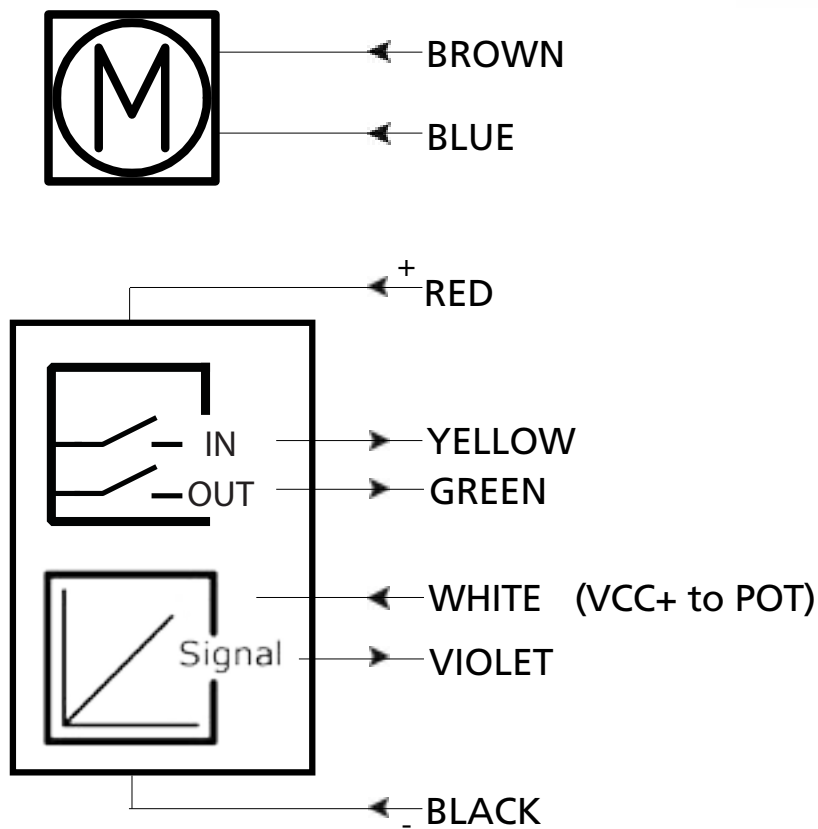 M
BROWN
BLUE
+
RED
IN
YELLOW
OUT
GREEN
WHITE (VCC+ to POT)
Signal
VIOLET
-
BLACK